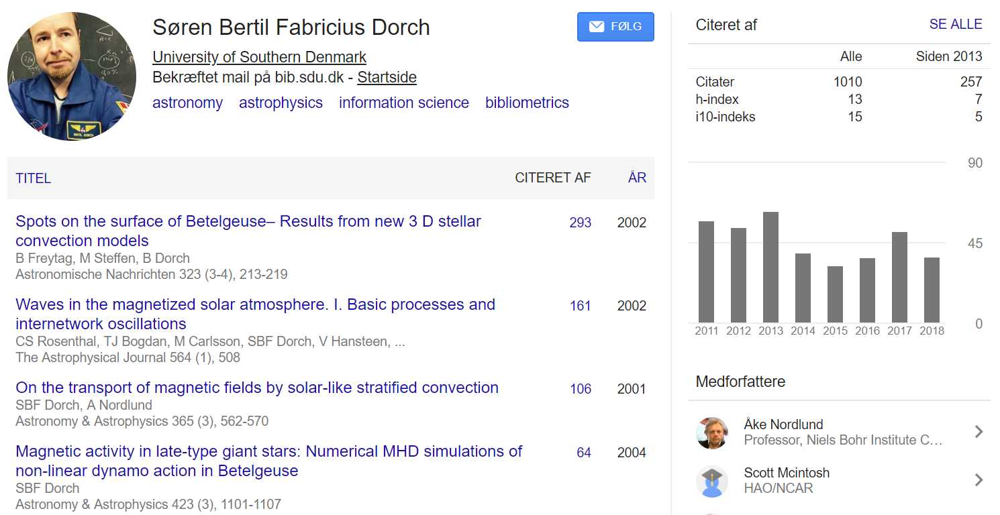 Søren Bertil Fabricius Dorch
University of Southern Denmark
Bekræftet mail på bib.sdu.dk - Startside
astronomy astrophysics information science bibliometrics
FØLG
TITEL CITERET AF ÅR
Spots on the surface of Betelgeuse– Results from new 3 D stellar 293 2002
convection models
B Freytag, M Steffen, B Dorch
Astronomische Nachrichten 323 (3-4), 213-219
Waves in the magnetized solar atmosphere. I. Basic processes and 161 2002
internetwork oscillations
CS Rosenthal, TJ Bogdan, M Carlsson, SBF Dorch, V Hansteen, ...
The Astrophysical Journal 564 (1), 508
On the transport of magnetic fields by solar-like stratified convection 106 2001
SBF Dorch, A Nordlund
Astronomy & Astrophysics 365 (3), 562-570
Magnetic activity in late-type giant stars: Numerical MHD simulations of 64 2004
non-linear dynamo action in Betelgeuse
SBF Dorch
Astronomy & Astrophysics 423 (3), 1101-1107
Citeret af SE ALLE
Alle Siden 2013
Citater 1010 257
h-index 13 7
i10-indeks 15 5
90
45
0
2011 2012 2013 2014 2015 2016 2017 2018
Medforfattere
Åke Nordlund
Professor, Niels Bohr Institute C…
Scott Mcintosh
HAO/NCAR